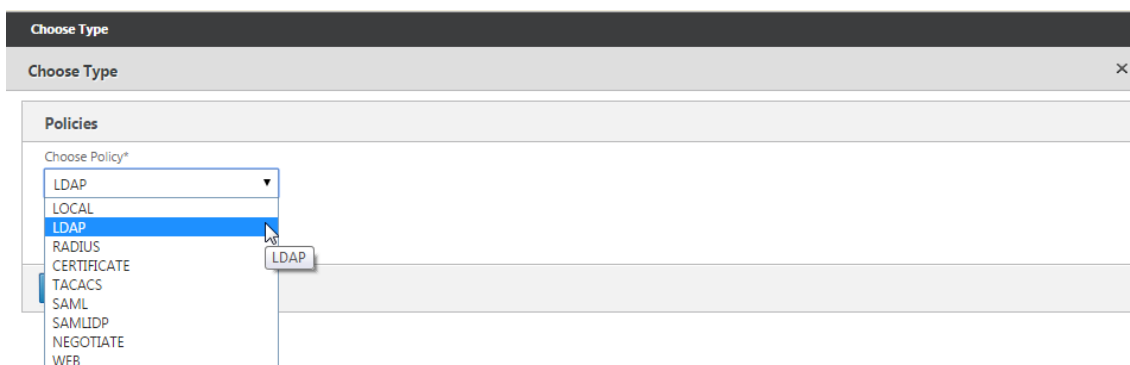 Choose Type
Choose Type ×
Policies
Choose Policy*
LDAP
LOCAL
LDAP
RADIUS
LDAP
CERTIFICATE
TACACS
SAML
SAMLIDP
NEGOTIATE
WEB